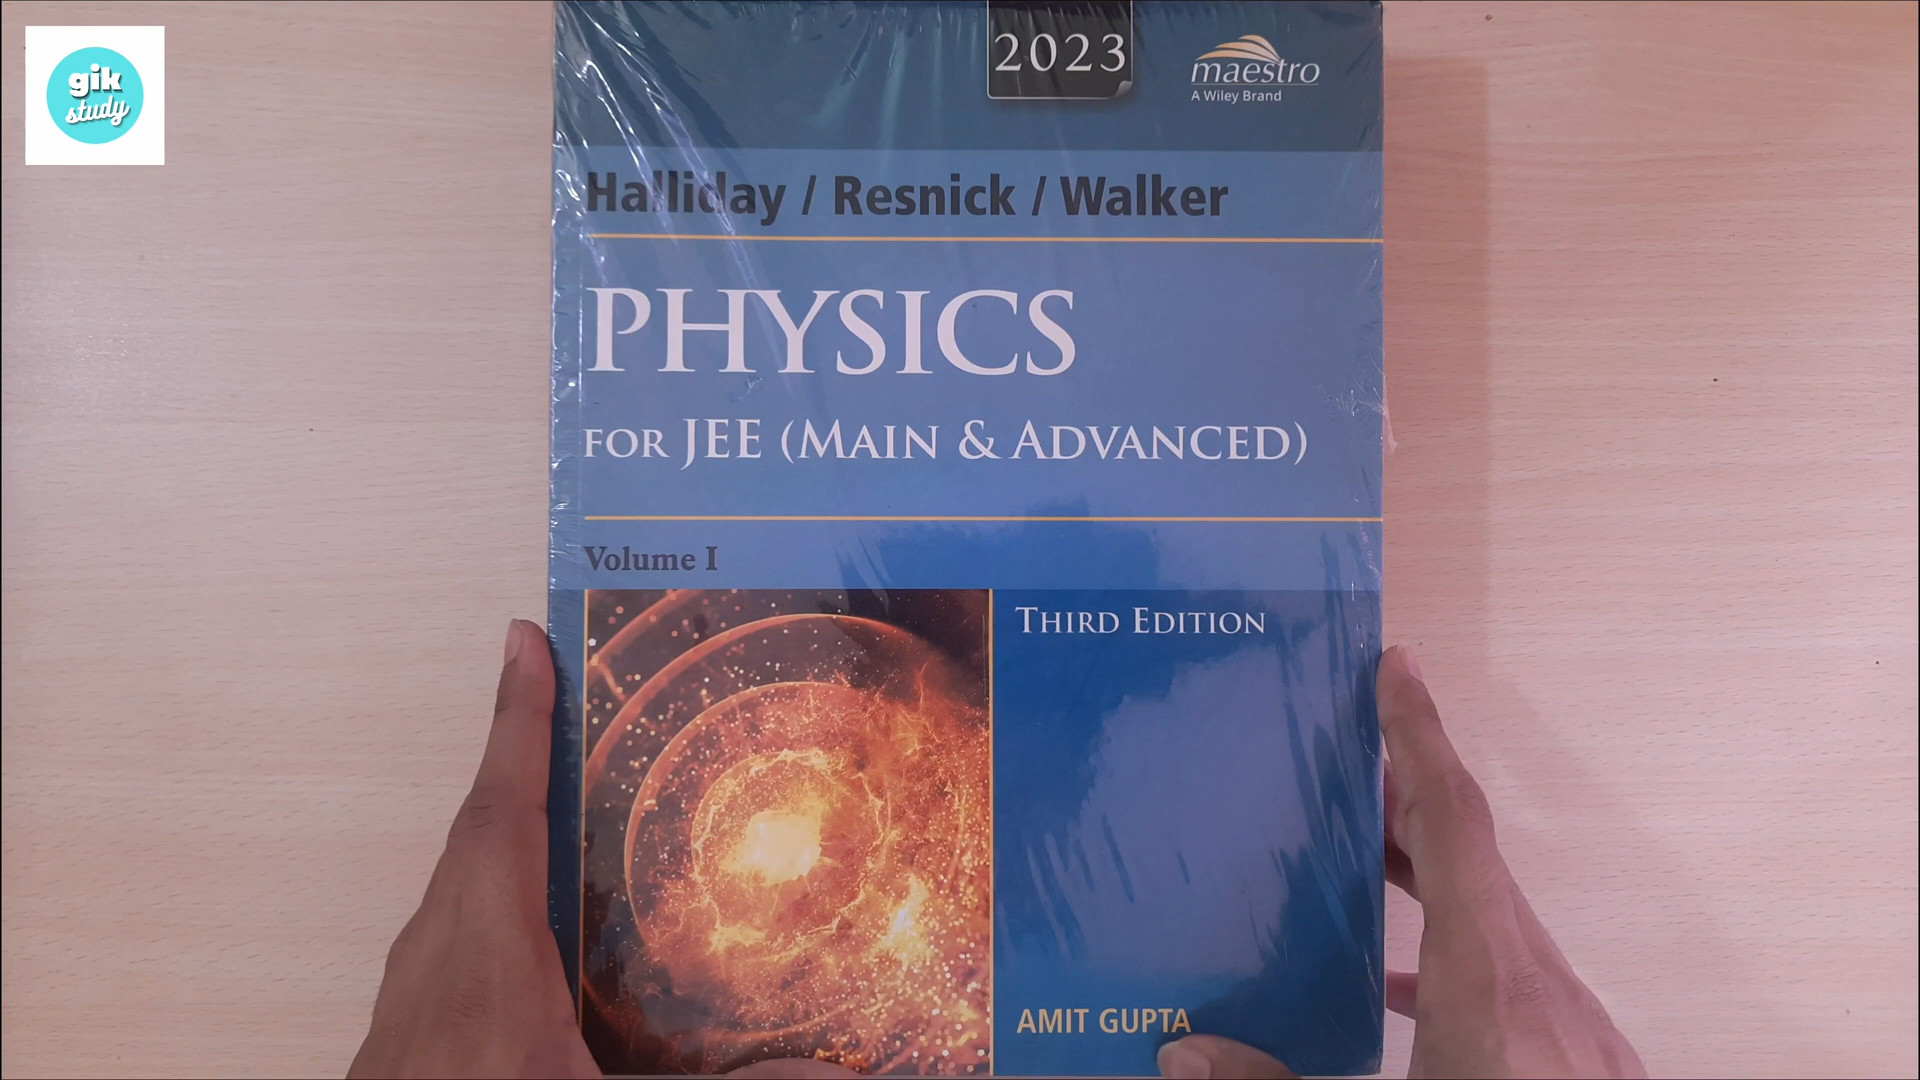 gik
study
2023
maestro
A Wiley Brand
Halliday / Resnick / Walker
PHYSICS
FOR JEE (MAIN & ADVANCED)
Volume I
THIRD EDITION
AMIT GUPTA